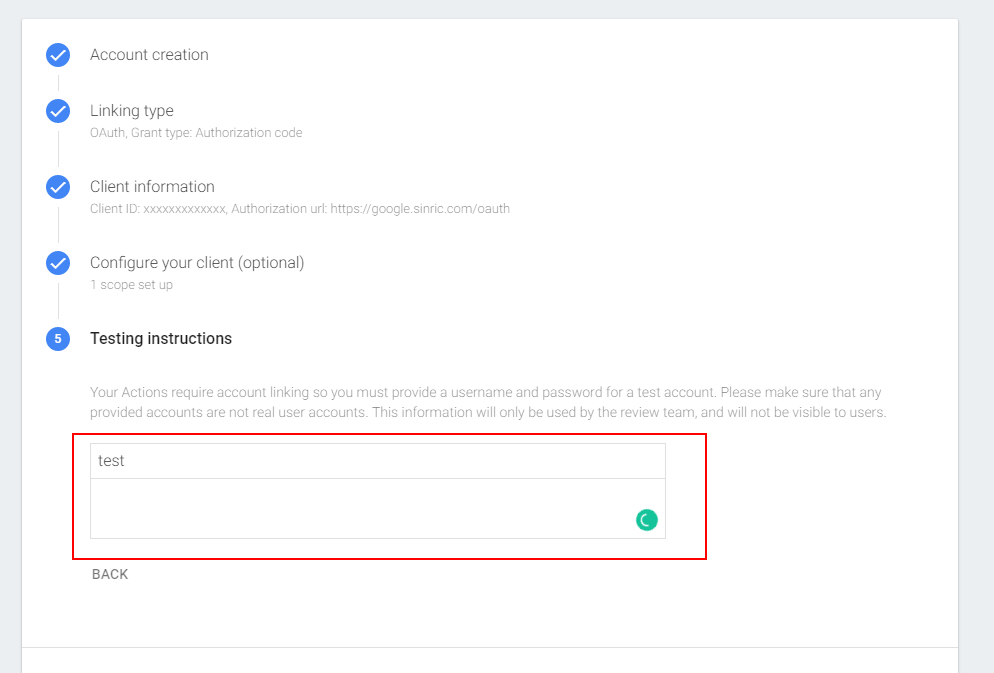 Account creation
Linking type
OAuth, Grant type: Authorization code
Client information
Client ID: xxxxxxxxxxxxx, Authorization url: https://google.sinric.com/oauth
Configure your client (optional)
1 scope set up
5
Testing instructions
Your Actions require account linking so you must provide a username and password for a test account. Please make sure that any
provided accounts are not real user accounts. This information will only be used by the review team, and will not be visible to users.
test
BACK